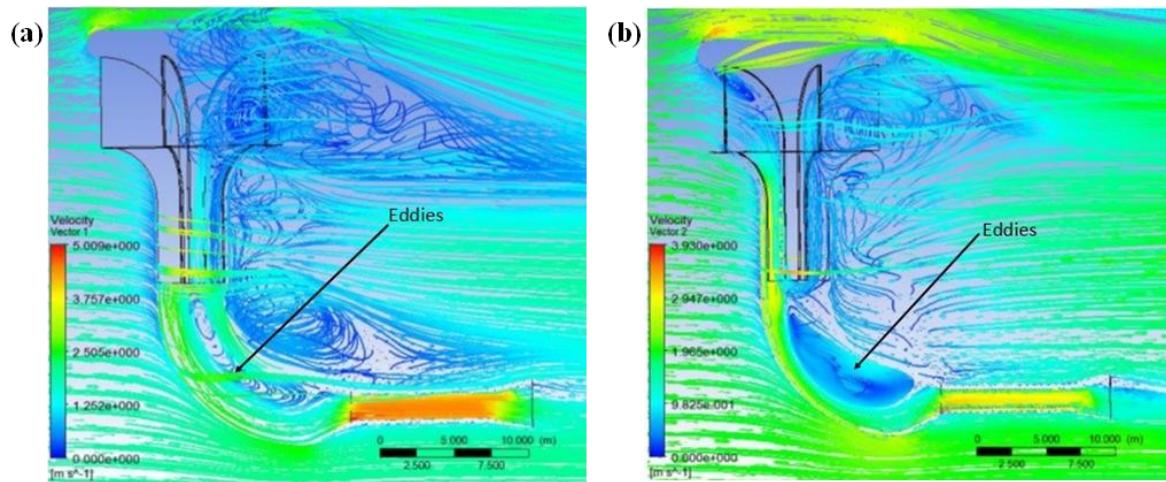 (a)
Eddies
Velocity
Vector 1
5.009e+000
3.757e+000
2.505e+000
1.252e+000
0.000e+000
[m s^-1]
0 5.000 10.000 (m)
2.500 7.500
(b)
Eddies
Velocity
Vector 2
3.930e+000
2.947e+000
1.965e+000
9.825e-001
0.000e+000
[m s^-1]
0 5.000 10.000 (m)
2.500 7.500